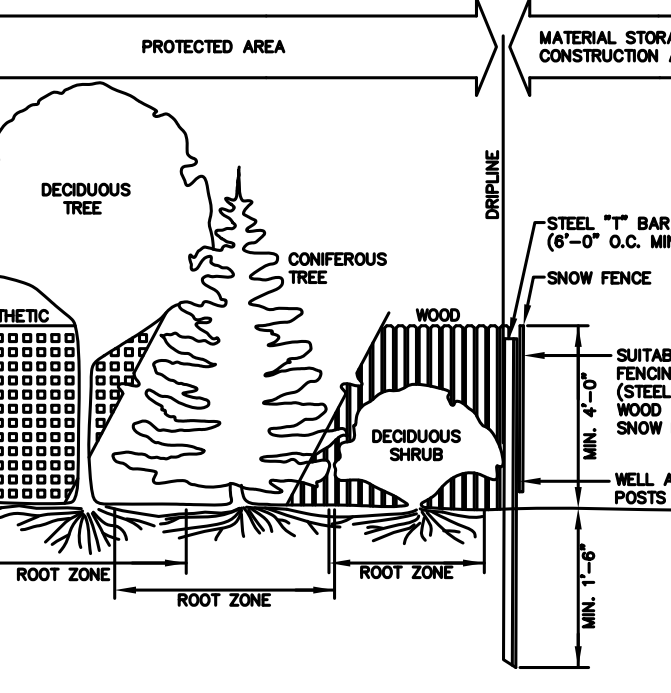 PROTECTED AREA
MATERIAL STORA
CONSTRUCTION
DECIDUOUS
TREE
DRIPLINE
CONIFEROUS
TREE
STEEL "T" BAR
(6'-0" O.C. MIN
SNOW FENCE
THETIC
WOOD
SUITAB
FENCIN
(STEEL
WOOD
SNOW
MIN. 4'-0"
DECIDUOUS
SHRUB
WELL A
POSTS
ROOT ZONE
ROOT ZONE
ROOT ZONE
MIN. 1'-6"